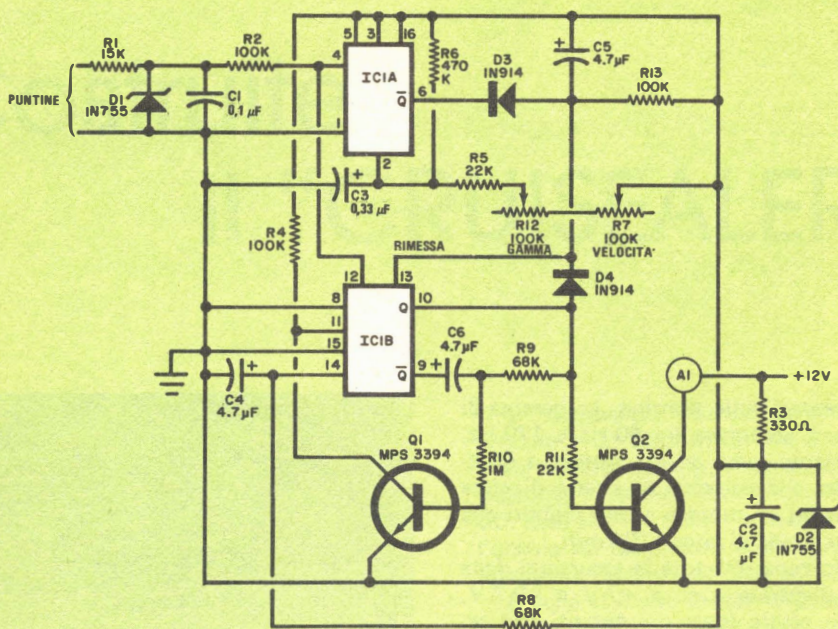 PUNTINE
R1
15K
D1
IN755
C1
0,1 µF
R2
100K
5
3
16
4
IC1A
6
Q
1
2
R6
470
K
D3
IN914
C5
4.7µF
+
R13
100K
+
C3
0,33 µF
R5
22K
R12
100K
GAMMA
R7
100K
VELOCITA'
R4
100K
RIMESSA
12
13
D4
IN914
8
Q
10
11
IC1B
15
14
Q
9
C4
4.7µF
+
C6
4.7µF
+
R9
68K
A1
+12V
R3
330Ω
Q1
MPS 3394
R10
1M
R11
22K
Q2
MPS 3394
+
C2
4.7
µF
D2
IN755
R8
68K